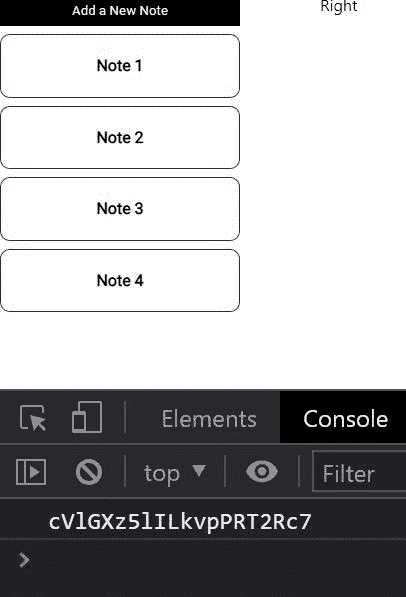 Add a New Note
Right
Note 1
Note 2
Note 3
Note 4
Elements
Console
top
Filter
cVlGXz5lILkvpPRT2Rc7